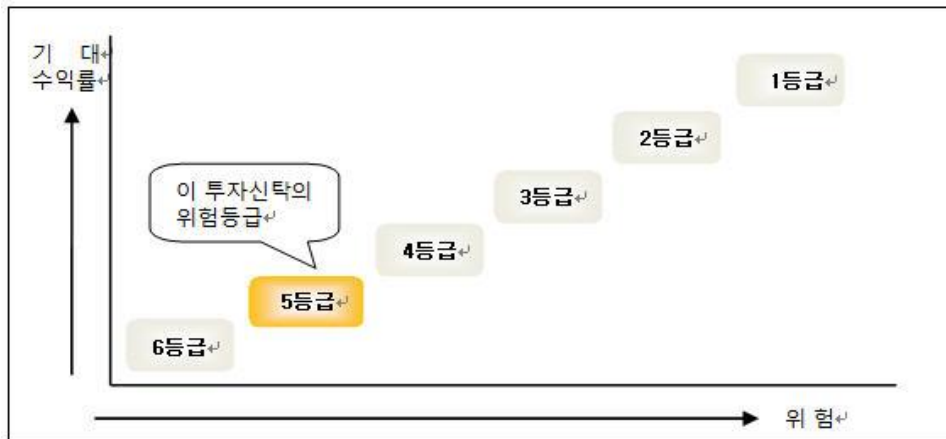 기 대↵
수익률↵
1등급↵
2등급↵
3등급↵
이 투자신탁의
위험등급↵
4등급↵
5등급↵
6등급↵
위 험↵